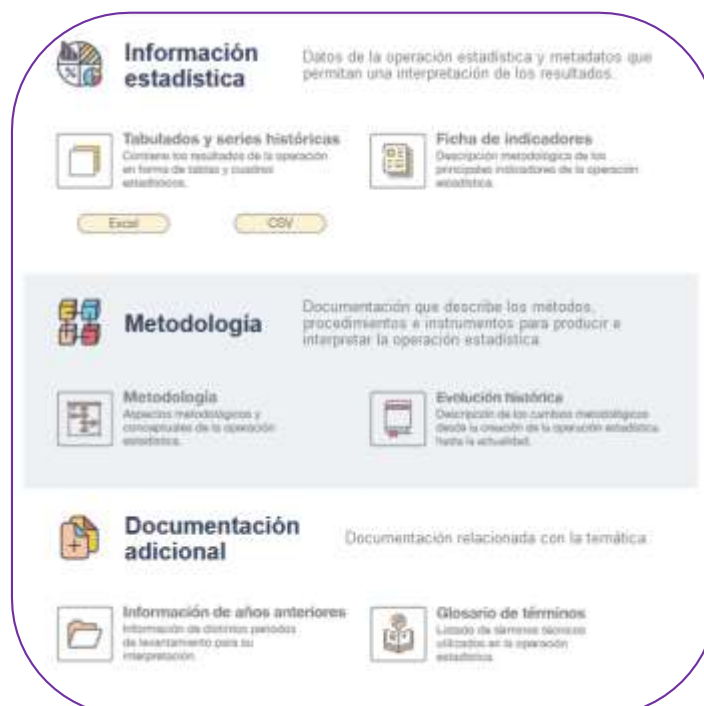 Información
estadística
Datos de la operación estadística y metadatos que
permitan una interpretación de los resultados.
Tabulados y series históricas
Contiene los resultados de la operación
en forma de tablas y cuadros
estadísticos.
Ficha de indicadores
Descripción metodológica de los
principales indicadores de la operación
estadística.
Excel
CSV
Metodología
Documentación que describe los métodos,
procedimientos e instrumentos para producir e
interpretar la operación estadística.
Metodología
Aspectos metodológicos y
conceptuales de la operación
estadística.
Evolución histórica
Descripción de los cambios metodológicos
desde la creación de la operación estadística
hasta la actualidad.
Documentación
adicional
Documentación relacionada con la temática.
Información de años anteriores
Información de distintos periodos
de levantamiento para su
interpretación.
Glosario de términos
Listado de términos técnicos
utilizados en la operación
estadística.